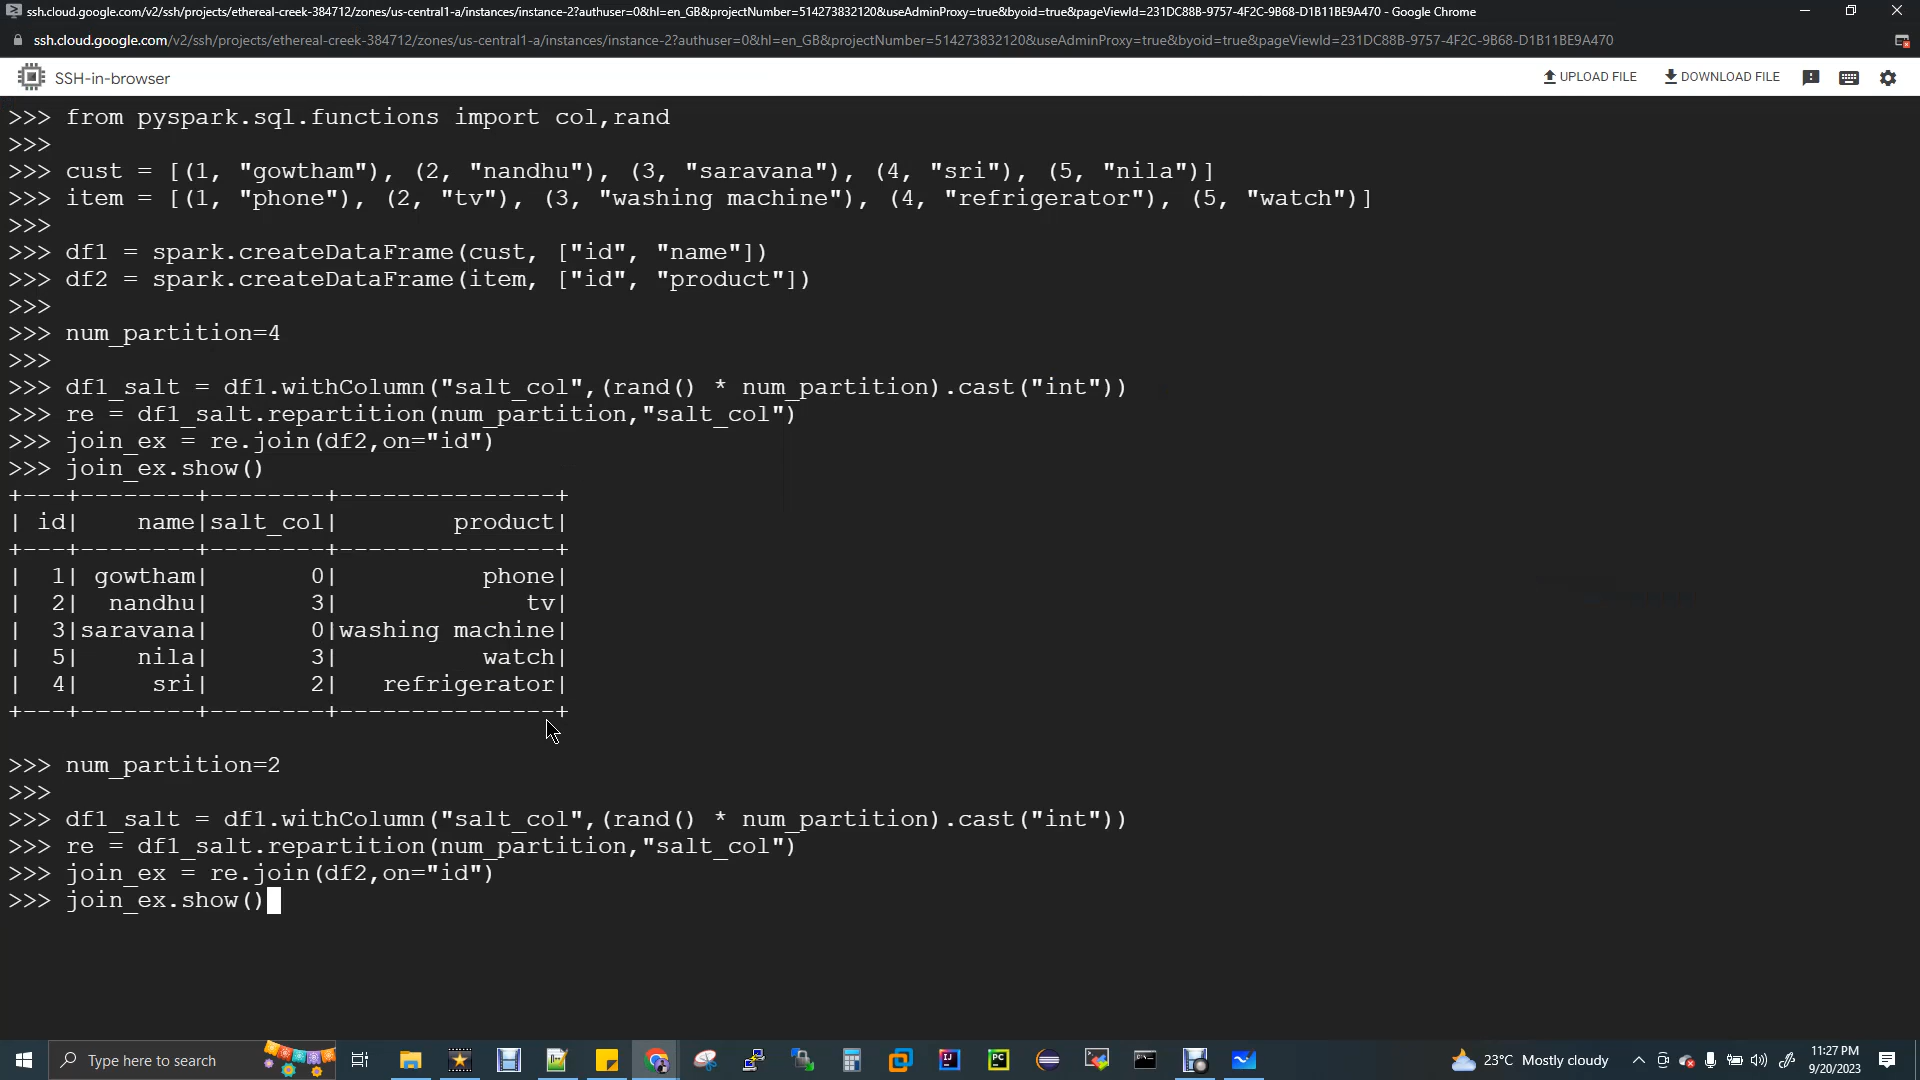 ssh.cloud.google.com/v2/ssh/projects/ethereal-creek-384712/zones/us-central1-a/instances/instance-2?authuser=0&hl=en_GB&projectNumber=514273832120&useAdminProxy=true&byoid=true&pageViewId=231DC88B-9757-4F2C-9B68-D1B11BE9A470 - Google Chrome
ssh.cloud.google.com/v2/ssh/projects/ethereal-creek-384712/zones/us-central1-a/instances/instance-2?authuser=0&hl=en_GB&projectNumber=514273832120&useAdminProxy=true&byoid=true&pageViewId=231DC88B-9757-4F2C-9B68-D1B11BE9A470
SSH-in-browser UPLOAD FILE DOWNLOAD FILE
>>> from pyspark.sql.functions import col,rand
>>>
>>> cust = [(1, "gowtham"), (2, "nandhu"), (3, "saravana"), (4, "sri"), (5, "nila")]
>>> item = [(1, "phone"), (2, "tv"), (3, "washing machine"), (4, "refrigerator"), (5, "watch")]
>>>
>>> df1 = spark.createDataFrame(cust, ["id", "name"])
>>> df2 = spark.createDataFrame(item, ["id", "product"])
>>>
>>> num_partition=4
>>>
>>> df1_salt = df1.withColumn("salt_col",(rand() * num_partition).cast("int"))
>>> re = df1_salt.repartition(num_partition,"salt_col")
>>> join_ex = re.join(df2,on="id")
>>> join_ex.show()
+---+--------+--------+---------------+
| id|    name|salt_col|        product|
+---+--------+--------+---------------+
|  1| gowtham|       0|          phone|
|  2|  nandhu|       3|             tv|
|  3|saravana|       0|washing machine|
|  5|    nila|       3|          watch|
|  4|     sri|       2|   refrigerator|
+---+--------+--------+---------------+
>>> num_partition=2
>>>
>>> df1_salt = df1.withColumn("salt_col",(rand() * num_partition).cast("int"))
>>> re = df1_salt.repartition(num_partition,"salt_col")
>>> join_ex = re.join(df2,on="id")
>>> join_ex.show()
Type here to search 23°C Mostly cloudy 11:27 PM
9/20/2023